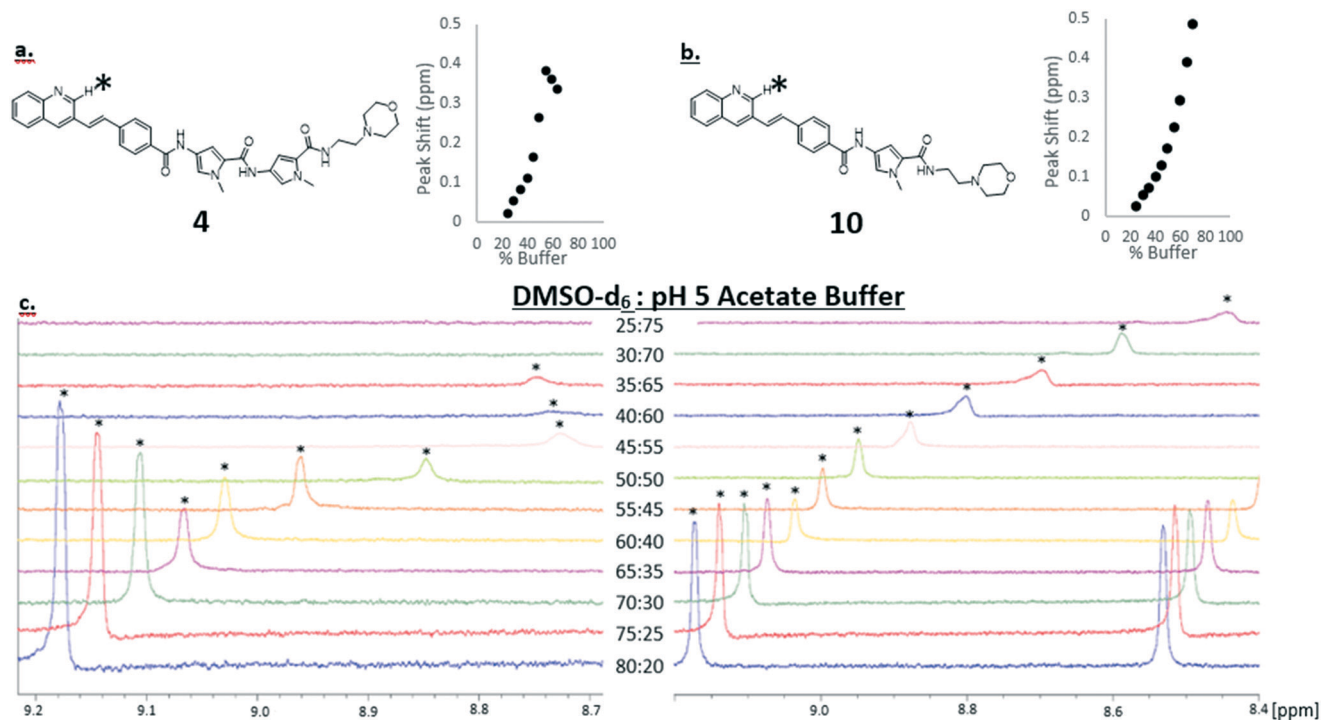 a.
N
H*
H
N
O
N
O
HN
N
O
N
H
N
O
4
Peak Shift (ppm)
0.5
0.4
0.3
0.2
0.1
0
0 20 40 60 80 100
% Buffer
b.
N
H*
H
N
O
N
O
HN
N
O
10
Peak Shift (ppm)
0.5
0.4
0.3
0.2
0.1
0
0 20 40 60 80 100
% Buffer
c.
DMSO-d6 : pH 5 Acetate Buffer
25:75
30:70
35:65
40:60
45:55
50:50
55:45
60:40
65:35
70:30
75:25
80:20
9.2 9.1 9.0 8.9 8.8 8.7
9.0 8.8 8.6 8.4 [ppm]